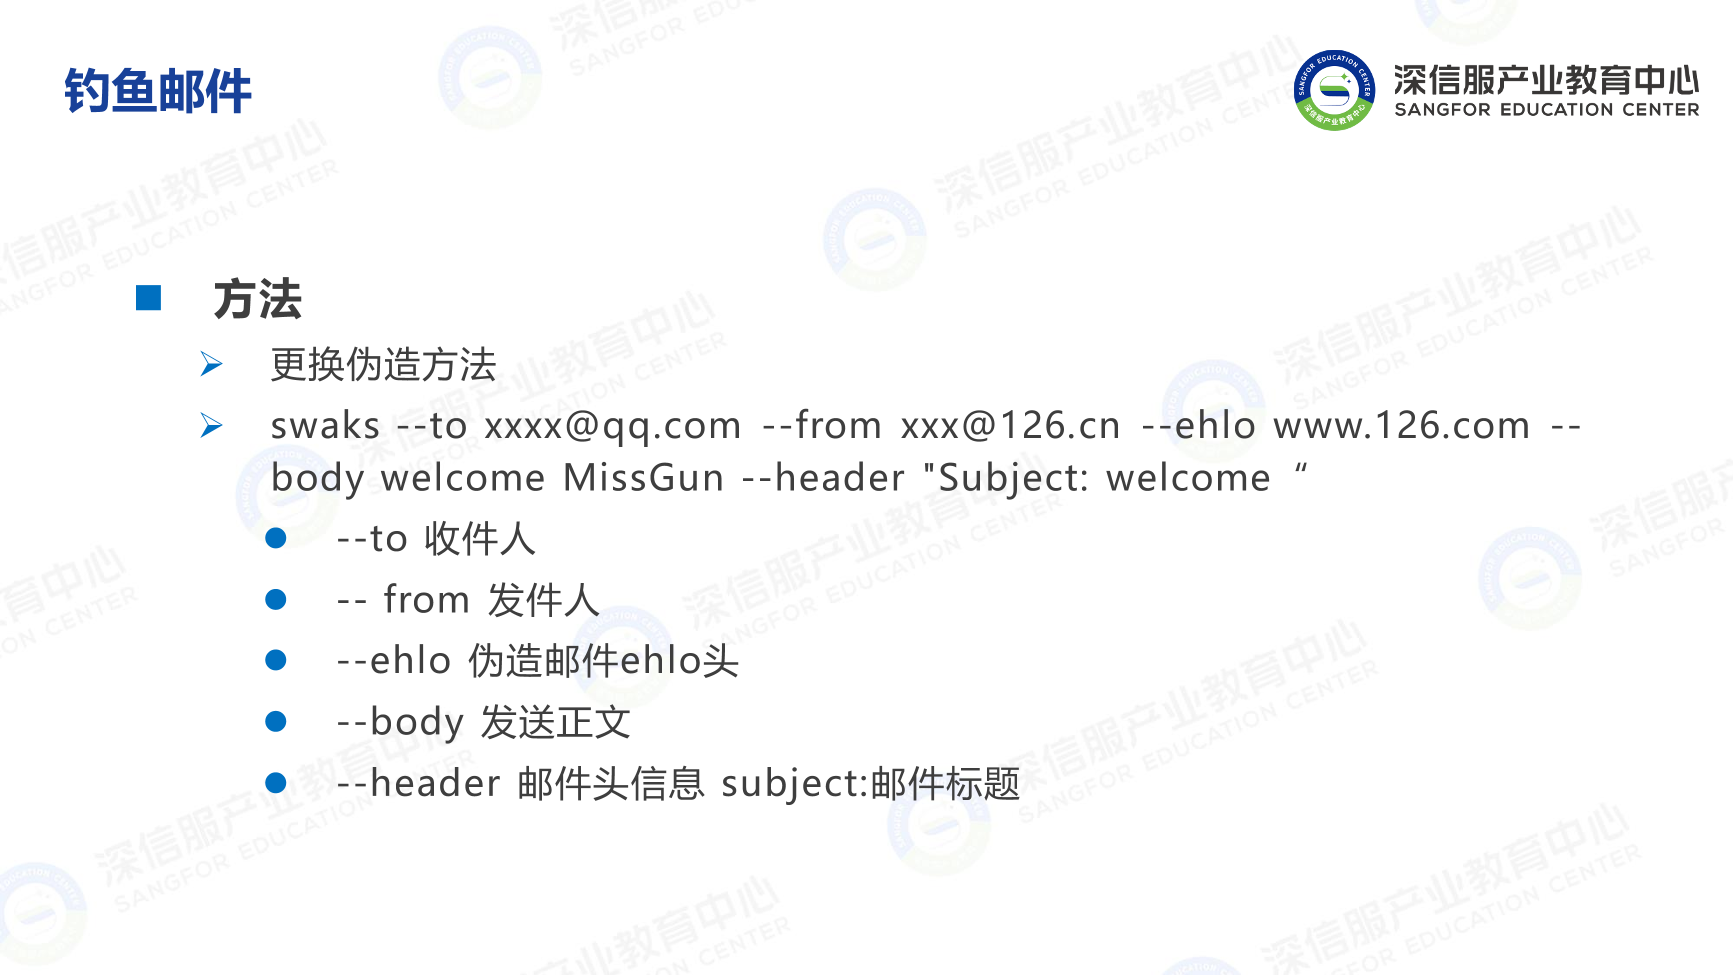 钓鱼邮件
深信服产业教育中心
SANGFOR EDUCATION CENTER
方法
更换伪造方法
swaks --to xxxx@qq.com --from xxx@126.cn --ehlo www.126.com --
body welcome MissGun --header "Subject: welcome “
--to 收件人
-- from 发件人
--ehlo 伪造邮件ehlo头
--body 发送正文
--header 邮件头信息 subject:邮件标题